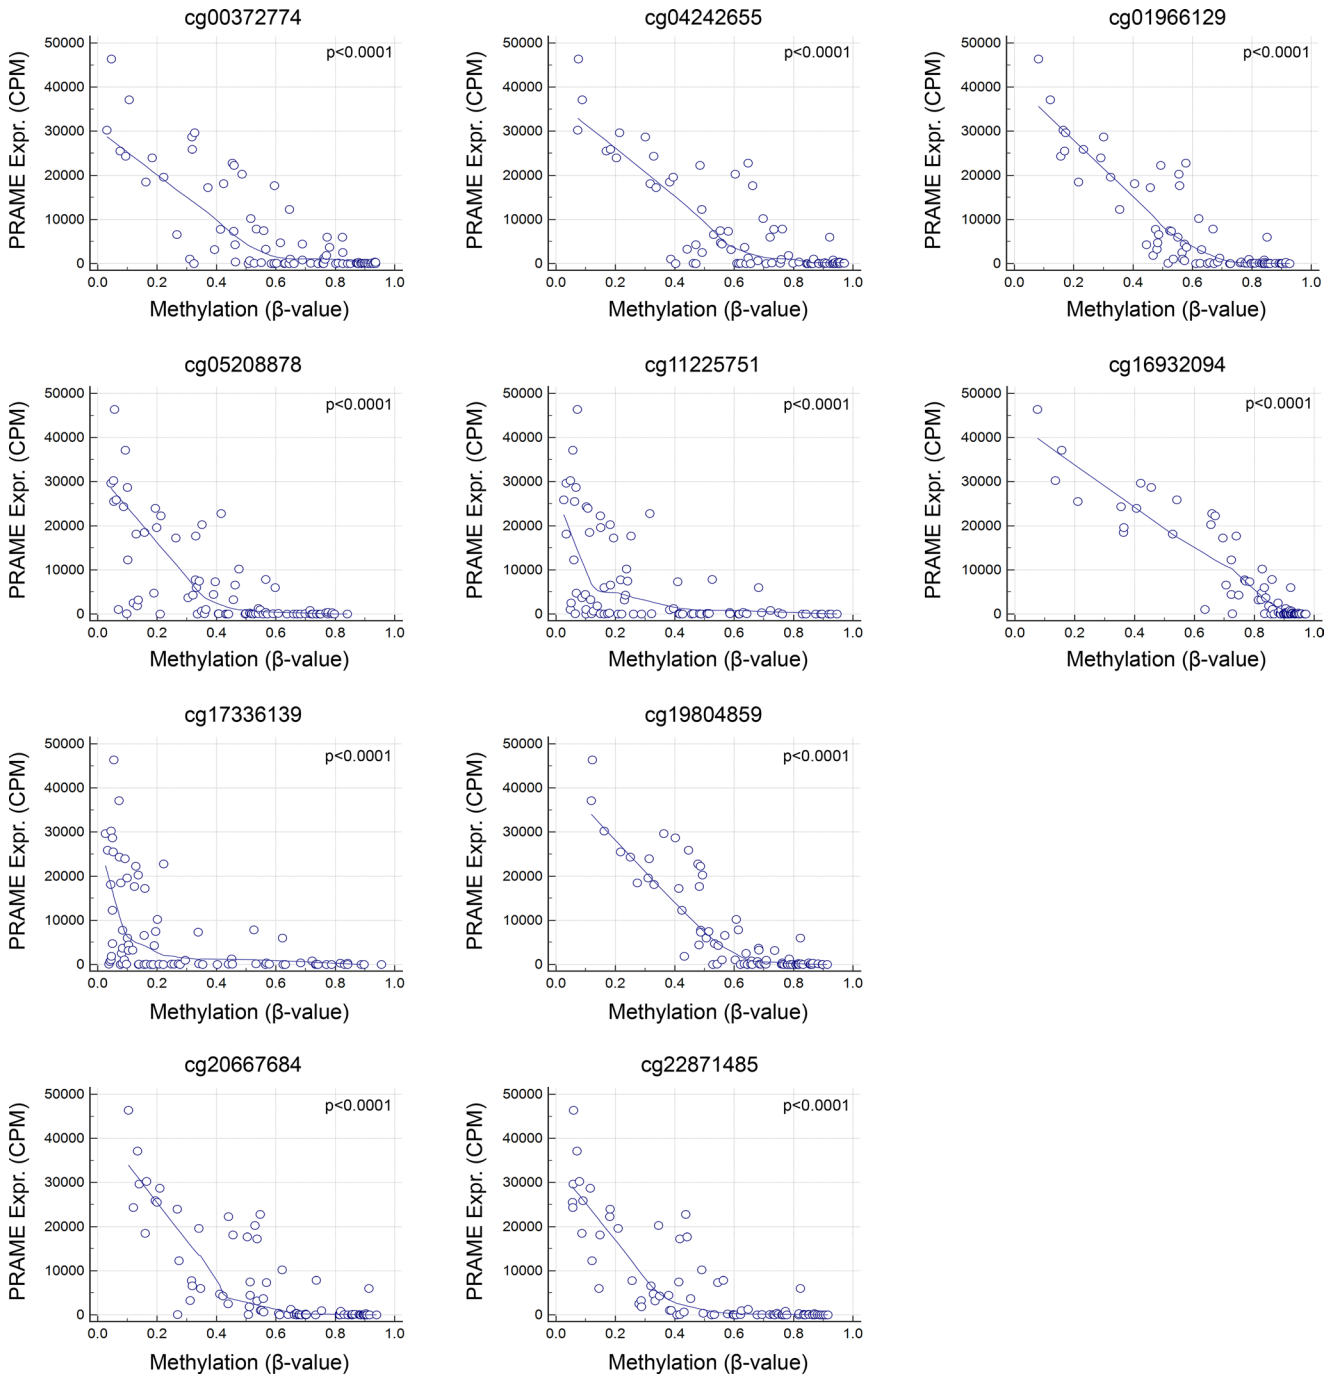 cg00372774
p<0.0001
PRAME Expr. (CPM)
50000
40000
30000
20000
10000
0
0.0 0.2 0.4 0.6 0.8 1.0
Methylation (β-value)
cg04242655
p<0.0001
PRAME Expr. (CPM)
50000
40000
30000
20000
10000
0
0.0 0.2 0.4 0.6 0.8 1.0
Methylation (β-value)
cg01966129
p<0.0001
PRAME Expr. (CPM)
50000
40000
30000
20000
10000
0
0.0 0.2 0.4 0.6 0.8 1.0
Methylation (β-value)
cg05208878
p<0.0001
PRAME Expr. (CPM)
50000
40000
30000
20000
10000
0
0.0 0.2 0.4 0.6 0.8 1.0
Methylation (β-value)
cg11225751
p<0.0001
PRAME Expr. (CPM)
50000
40000
30000
20000
10000
0
0.0 0.2 0.4 0.6 0.8 1.0
Methylation (β-value)
cg16932094
p<0.0001
PRAME Expr. (CPM)
50000
40000
30000
20000
10000
0
0.0 0.2 0.4 0.6 0.8 1.0
Methylation (β-value)
cg17336139
p<0.0001
PRAME Expr. (CPM)
50000
40000
30000
20000
10000
0
0.0 0.2 0.4 0.6 0.8 1.0
Methylation (β-value)
cg19804859
p<0.0001
PRAME Expr. (CPM)
50000
40000
30000
20000
10000
0
0.0 0.2 0.4 0.6 0.8 1.0
Methylation (β-value)
cg20667684
p<0.0001
PRAME Expr. (CPM)
50000
40000
30000
20000
10000
0
0.0 0.2 0.4 0.6 0.8 1.0
Methylation (β-value)
cg22871485
p<0.0001
PRAME Expr. (CPM)
50000
40000
30000
20000
10000
0
0.0 0.2 0.4 0.6 0.8 1.0
Methylation (β-value)